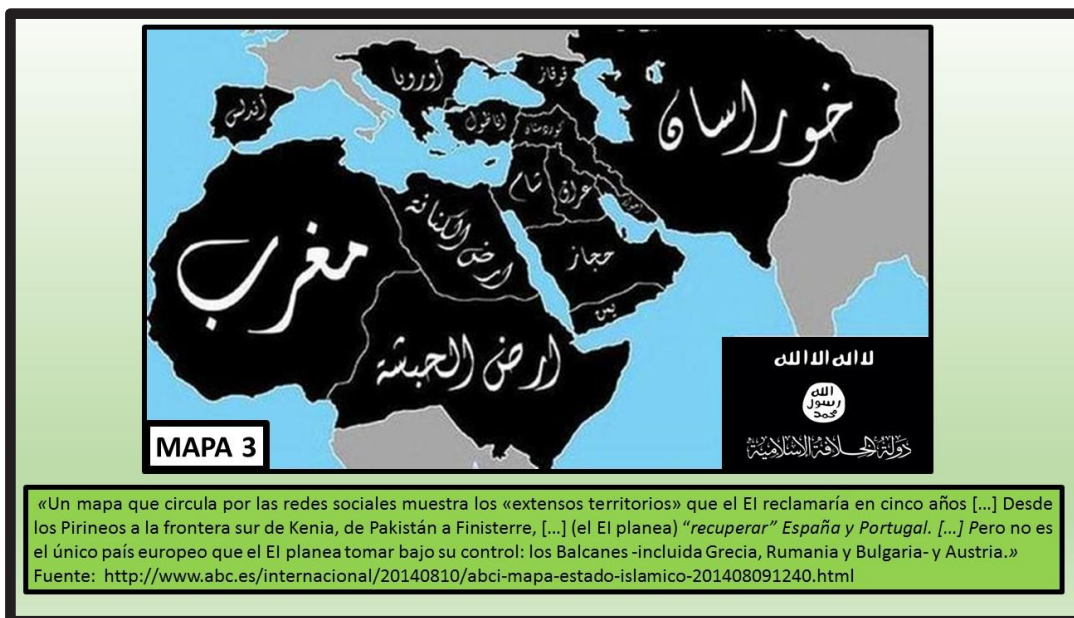 أوروبا
قوقاز
أندلس
اناطول
كوردستان
خوراسان
شام
عراق
مغرب
ارض الكنانة
حجاز
يمن
ارض الحبشة
لا اله الا الله
الله
رسول
محمد
دولة الخلافة الإسلامية
MAPA 3
«Un mapa que circula por las redes sociales muestra los «extensos territorios» que el EI reclamaría en cinco años [...] Desde
los Pirineos a la frontera sur de Kenia, de Pakistán a Finisterre, [...] (el EI planea) “recuperar” España y Portugal. [...] Pero no es
el único país europeo que el EI planea tomar bajo su control: los Balcanes -incluida Grecia, Rumania y Bulgaria- y Austria.»
Fuente: http://www.abc.es/internacional/20140810/abci-mapa-estado-islamico-201408091240.html